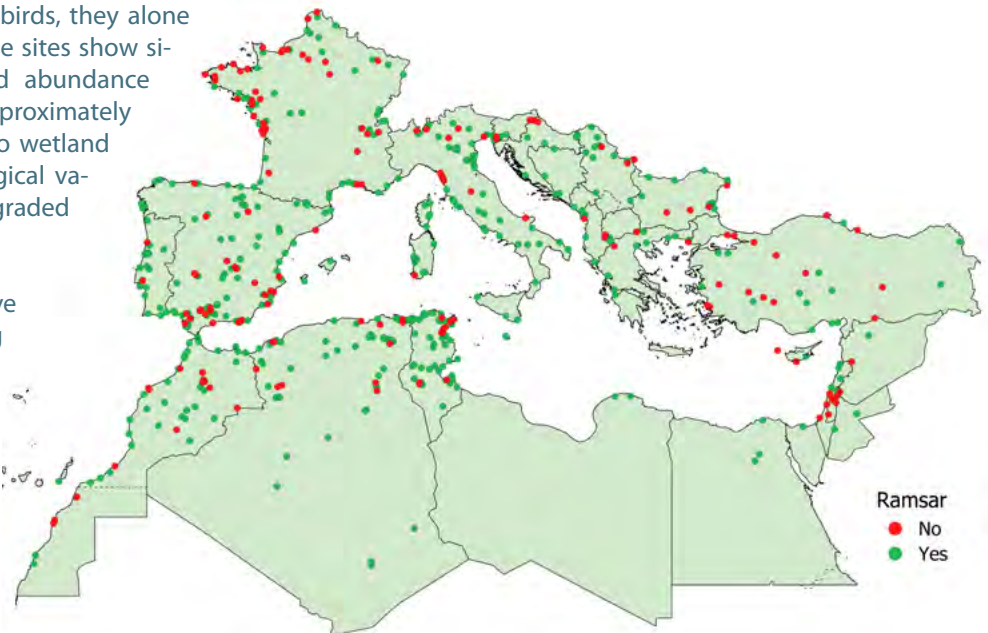 birds, they alone
e sites show si-
d abundance
proximately
o wetland
gical va-
graded
ve
Ramsar
No
Yes